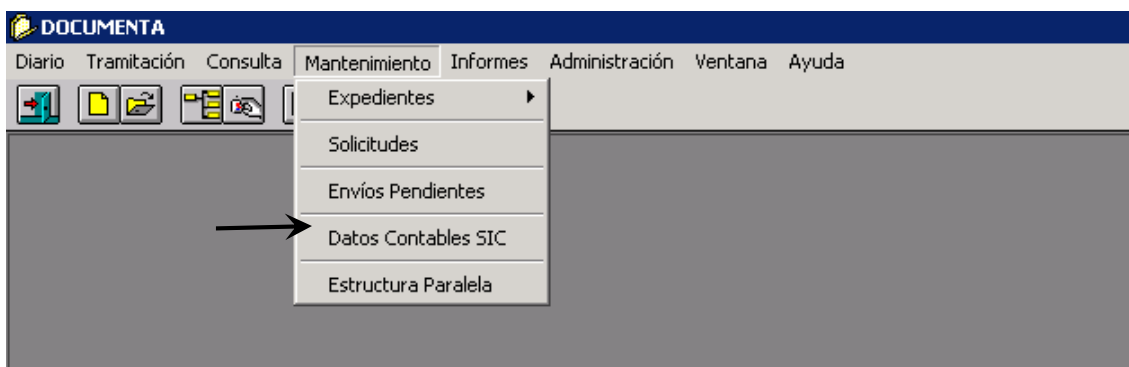 DOCUMENTA
Diario Tramitación Consulta Mantenimiento Informes Administración Ventana Ayuda
Expedientes
Solicitudes
Envíos Pendientes
Datos Contables SIC
Estructura Paralela